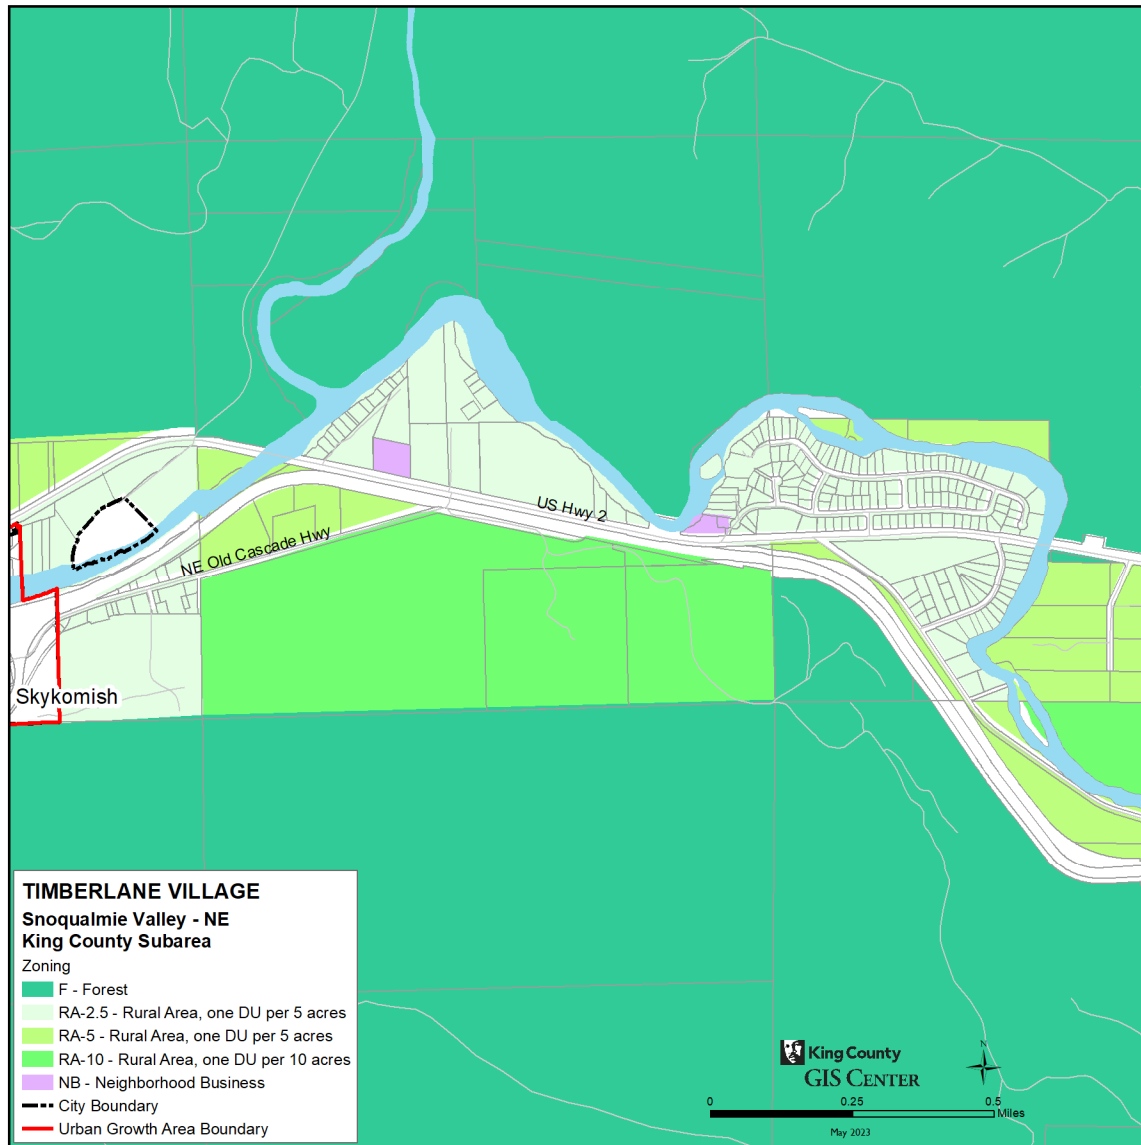 US Hwy 2
NE Old Cascade Hwy
Skykomish
TIMBERLANE VILLAGE
Snoqualmie Valley - NE
King County Subarea
Zoning
F - Forest
RA-2.5 - Rural Area, one DU per 5 acres
RA-5 - Rural Area, one DU per 5 acres
RA-10 - Rural Area, one DU per 10 acres
NB - Neighborhood Business
City Boundary
Urban Growth Area Boundary
King County
GIS CENTER
N
0 0.25 0.5
Miles
May 2023